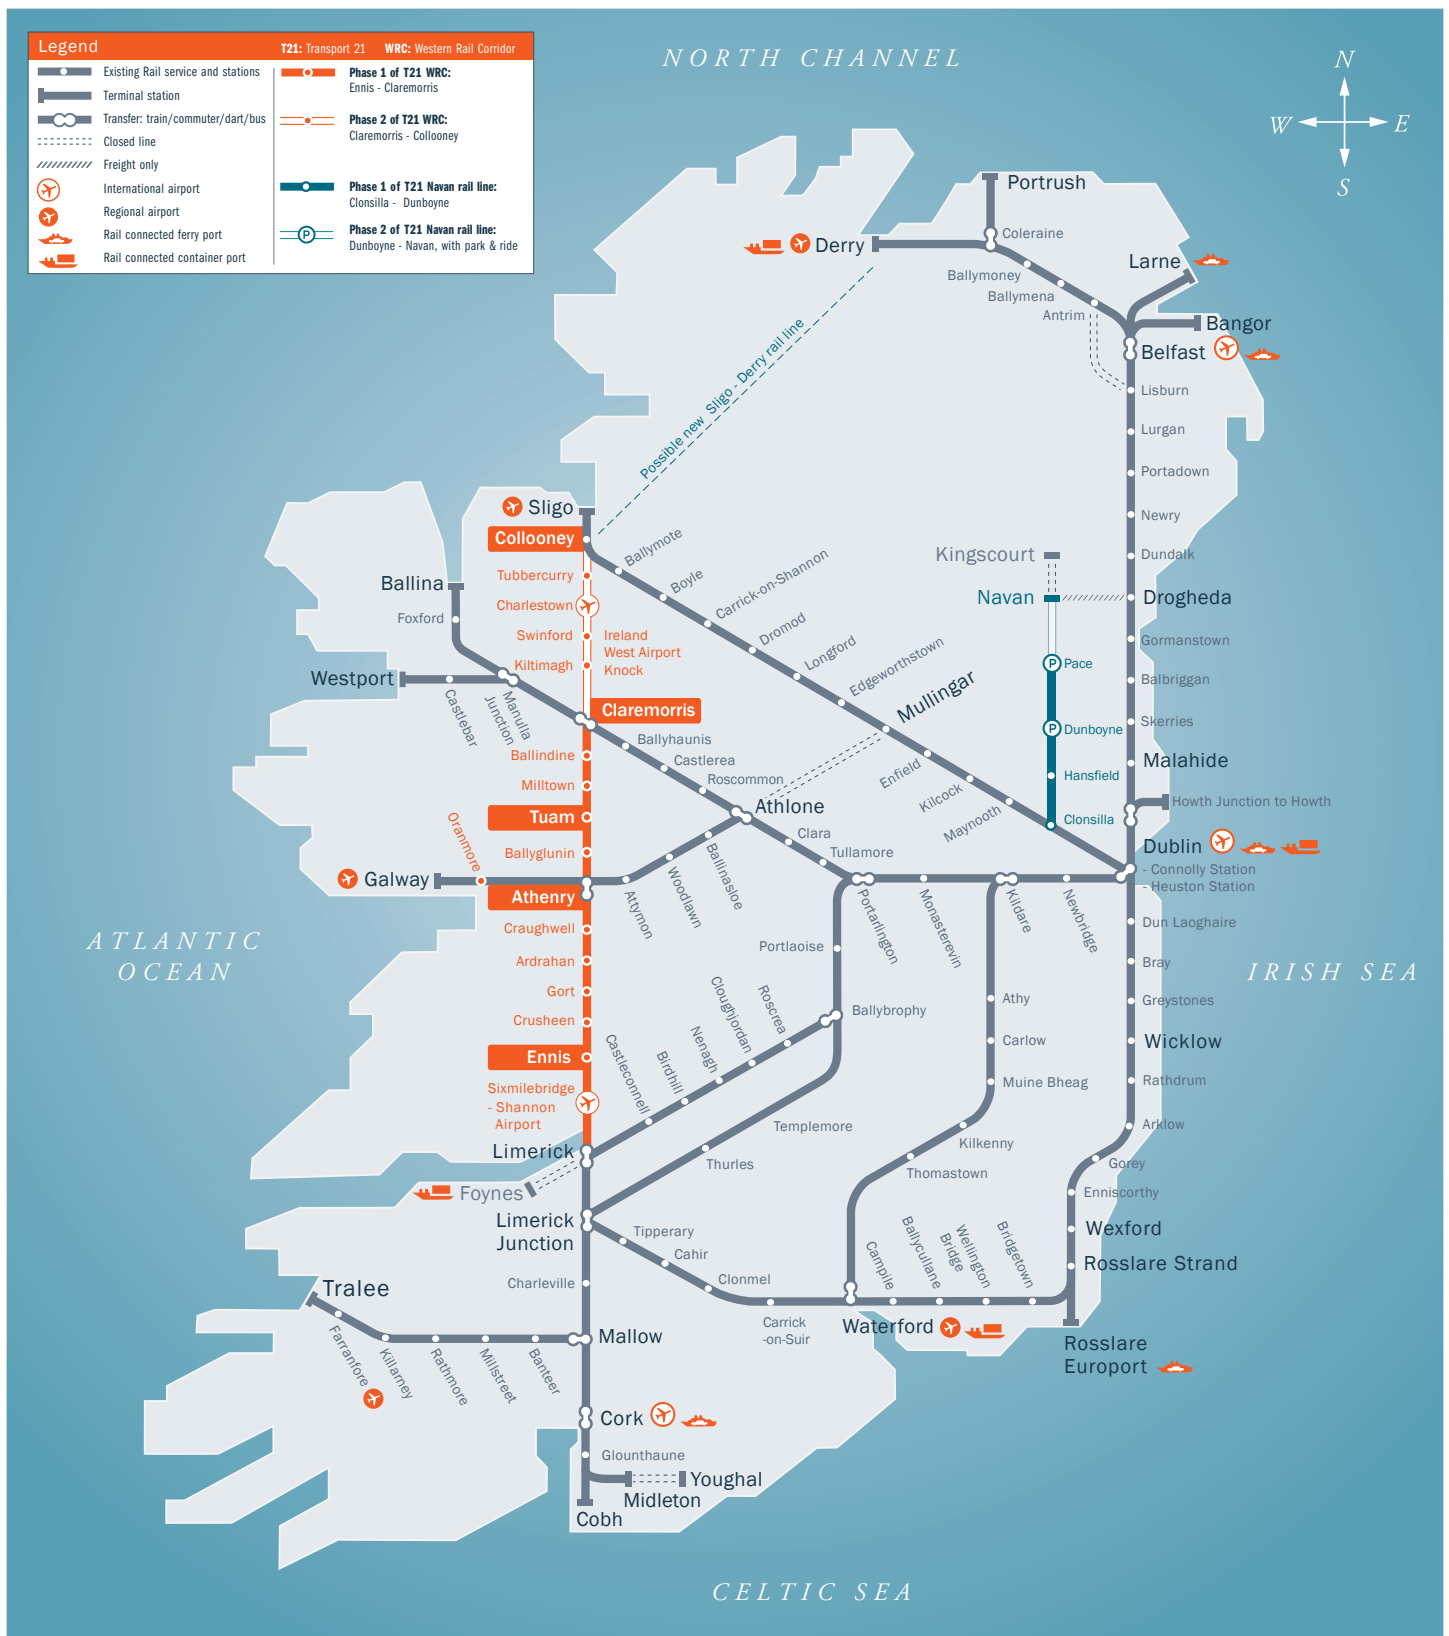 Legend
T21: Transport 21
WRC: Western Rail Corridor
Existing Rail service and stations
Terminal station
Transfer: train/commuter/dart/bus
Closed line
Freight only
International airport
Regional airport
Rail connected ferry port
Rail connected container port
Phase 1 of T21 WRC:
Ennis - Claremorris
Phase 2 of T21 WRC:
Claremorris - Collooney
Phase 1 of T21 Navan rail line:
Clonsilla - Dunboyne
P
Phase 2 of T21 Navan rail line:
Dunboyne - Navan, with park & ride
NORTH CHANNEL
N
W
E
S
Portrush
Coleraine
Derry
Ballymoney
Ballymena
Antrim
Larne
Bangor
Belfast
Lisburn
Lurgan
Portadown
Newry
Dundalk
Drogheda
Gormanstown
Balbriggan
Skerries
Malahide
Howth Junction to Howth
Dublin
- Connolly Station
- Heuston Station
Possible new Sligo - Derry rail line
Sligo
Collooney
Tubbercurry
Charlestown
Swinford
Kiltimagh
Ireland
West Airport
Knock
Claremorris
Ballymote
Boyle
Carrick-on-Shannon
Dromod
Longford
Edgeworthstown
Mullingar
Enfield
Kilcock
Maynooth
Kingscourt
Navan
P
Pace
P
Dunboyne
Hansfield
Clonsilla
Ballina
Foxford
Westport
Castlebar
Manulla
Junction
Ballyhaunis
Castlerea
Roscommon
Athlone
Clara
Tullamore
Ballindine
Milltown
Tuam
Ballyglunin
Oranmore
Galway
Athenry
Attymon
Woodlawn
Ballinasloe
Craughwell
Ardrahan
Gort
Crusheen
Ennis
Sixmilebridge
- Shannon
Airport
Limerick
Foynes
Limerick
Junction
Portarlington
Monasterevin
Kildare
Newbridge
Portlaoise
Ballybrophy
Roscrea
Cloughjordan
Nenagh
Birdhill
Castleconnell
Templemore
Thurles
Athy
Carlow
Muine Bheag
Kilkenny
Thomastown
Dun Laoghaire
Bray
Greystones
Wicklow
Rathdrum
Arklow
Gorey
Enniscorthy
Wexford
Rosslare Strand
Rosslare
Europort
Tipperary
Cahir
Clonmel
Carrick
-on-Suir
Waterford
Campile
Ballycullane
Wellington
Bridge
Bridgetown
Charleville
Mallow
Tralee
Farranfore
Killarney
Rathmore
Millstreet
Banteer
Cork
Glounthaune
Midleton
Youghal
Cobh
ATLANTIC
OCEAN
IRISH SEA
CELTIC SEA